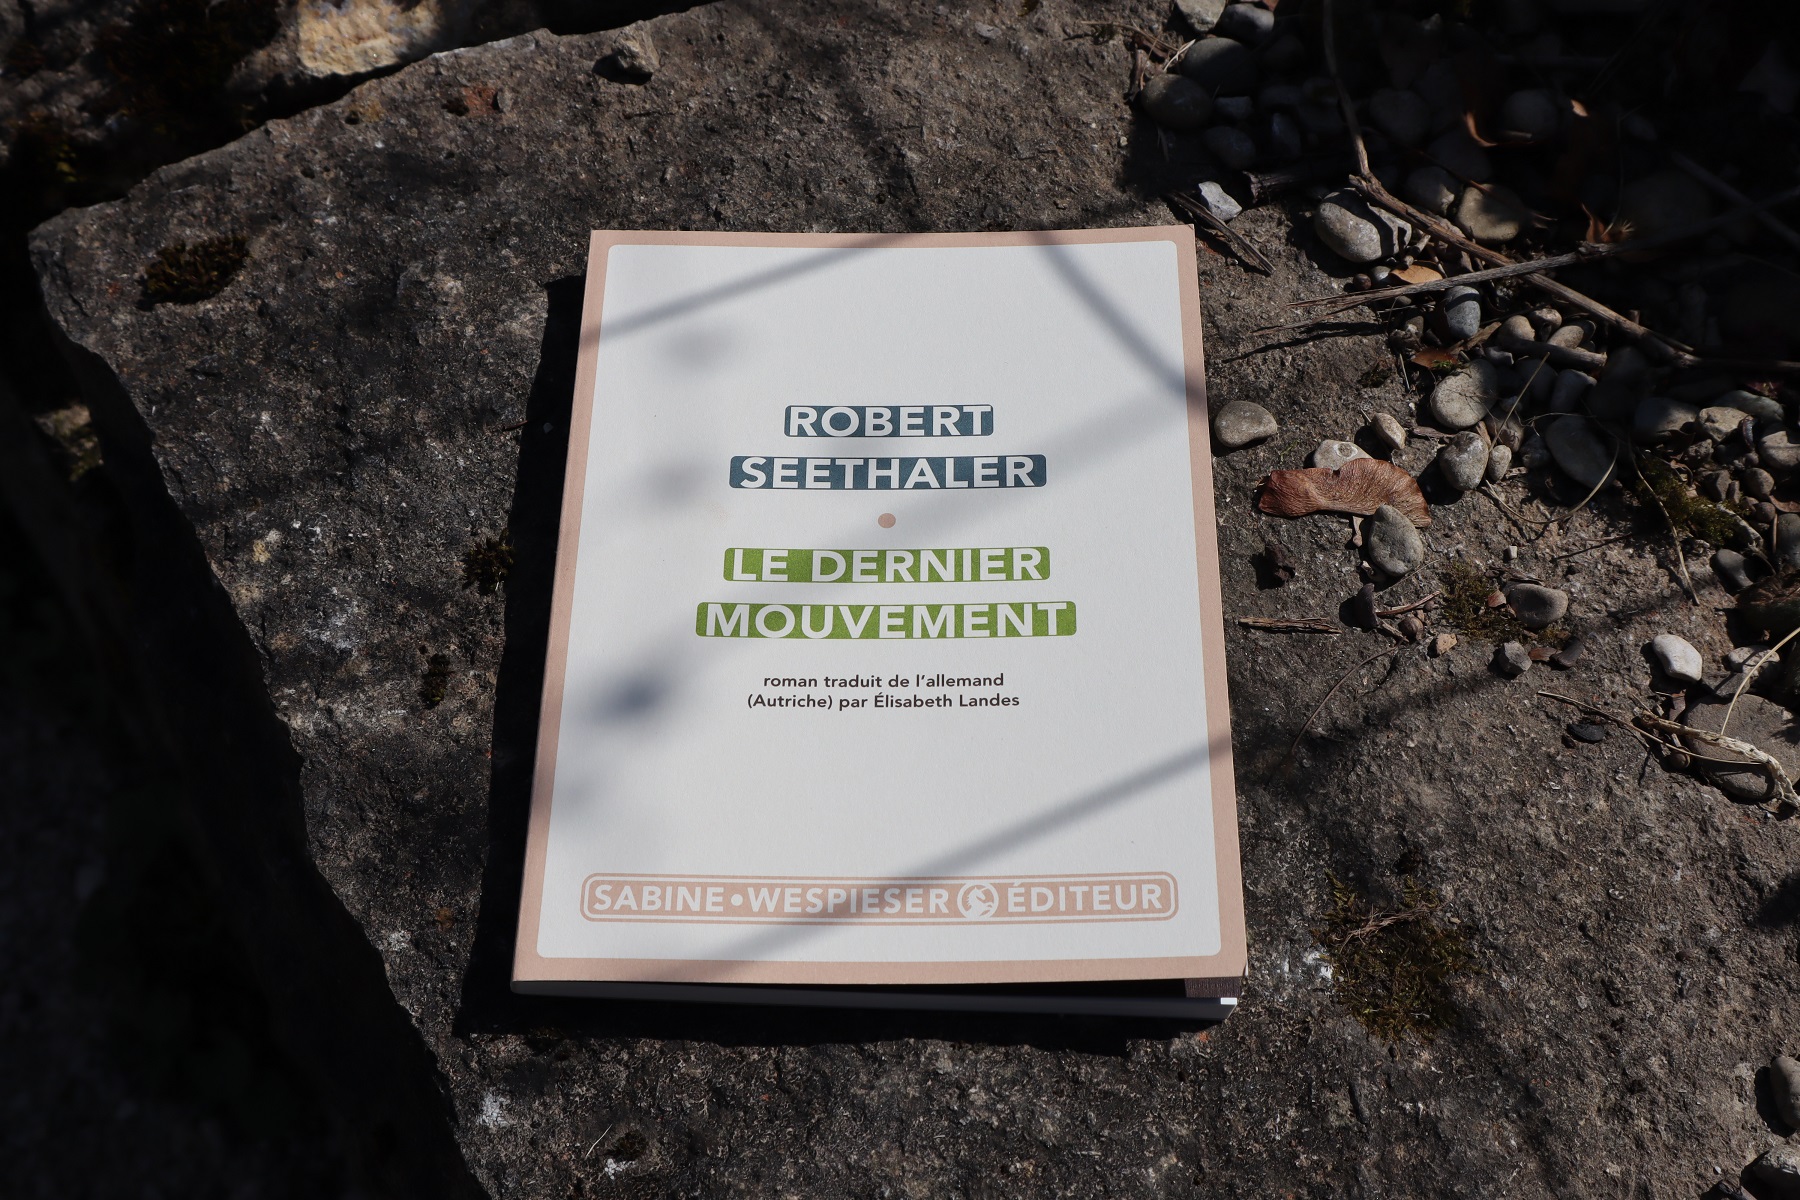 ROBERT
SEETHALER
LE DERNIER
MOUVEMENT
roman traduit de l'allemand
(Autriche) par Élisabeth Landes
SABINE•WESPIESER ÉDITEUR